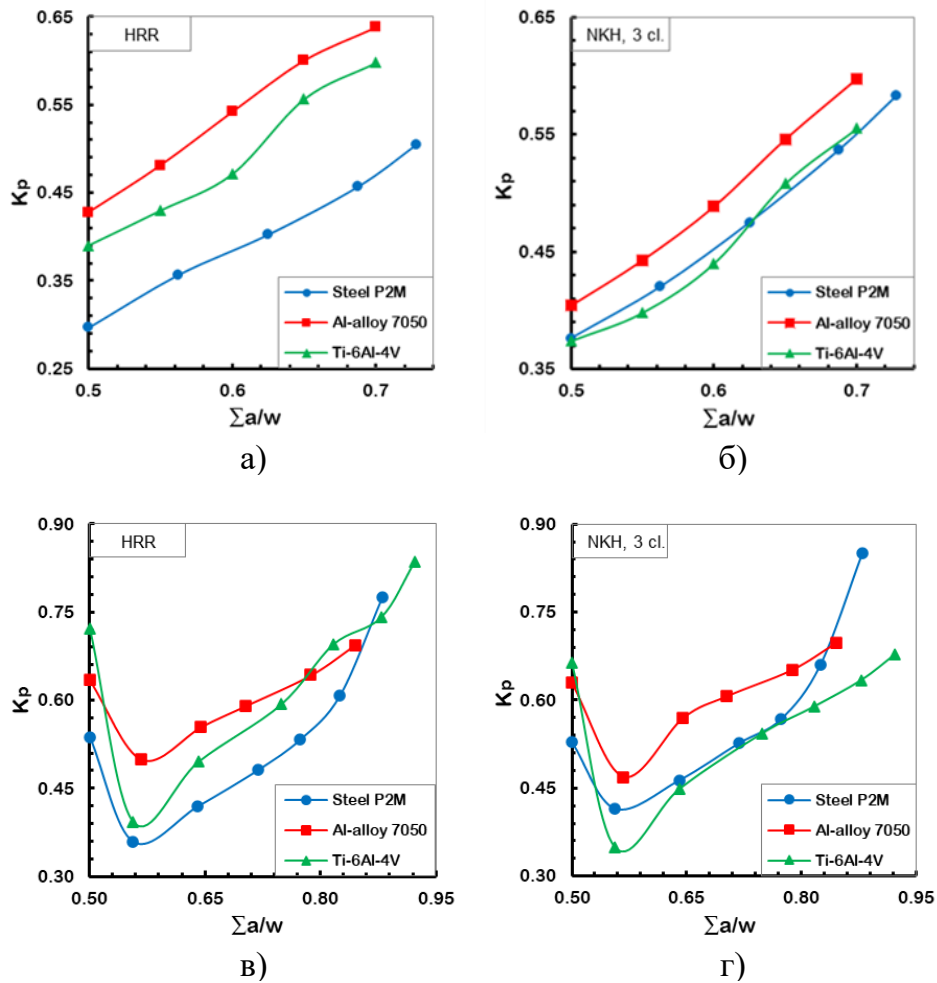 HRR
0.65
0.55
0.45
0.35
0.25
Kp
Steel P2M
Al-alloy 7050
Ti-6Al-4V
0.5
0.6
0.7
∑a/w
а)
NKH, 3 cl.
0.65
0.55
0.45
0.35
Kp
Steel P2M
Al-alloy 7050
Ti-6Al-4V
0.5
0.6
0.7
∑a/w
б)
HRR
0.90
0.75
0.60
0.45
0.30
Kp
Steel P2M
Al-alloy 7050
Ti-6Al-4V
0.50
0.65
0.80
0.95
∑a/w
в)
NKH, 3 cl.
0.90
0.75
0.60
0.45
0.30
Kp
Steel P2M
Al-alloy 7050
Ti-6Al-4V
0.50
0.65
0.80
0.95
∑a/w
г)